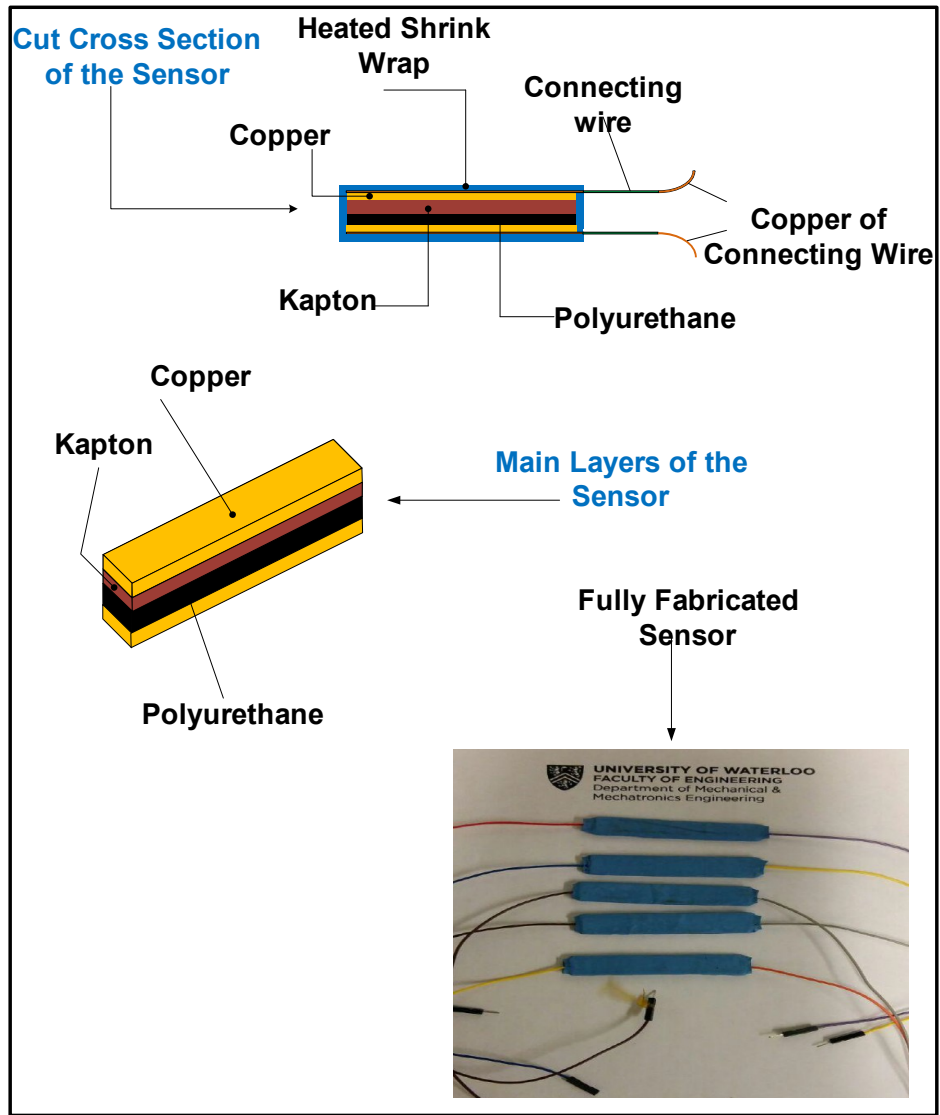 Cut Cross Section
of the Sensor
Heated Shrink
Wrap
Connecting
wire
Copper
Copper of
Connecting Wire
Kapton
Polyurethane
Copper
Kapton
Main Layers of the
Sensor
Polyurethane
Fully Fabricated
Sensor
UNIVERSITY OF WATERLOO
FACULTY OF ENGINEERING
Department of Mechanical &
Mechatronics Engineering